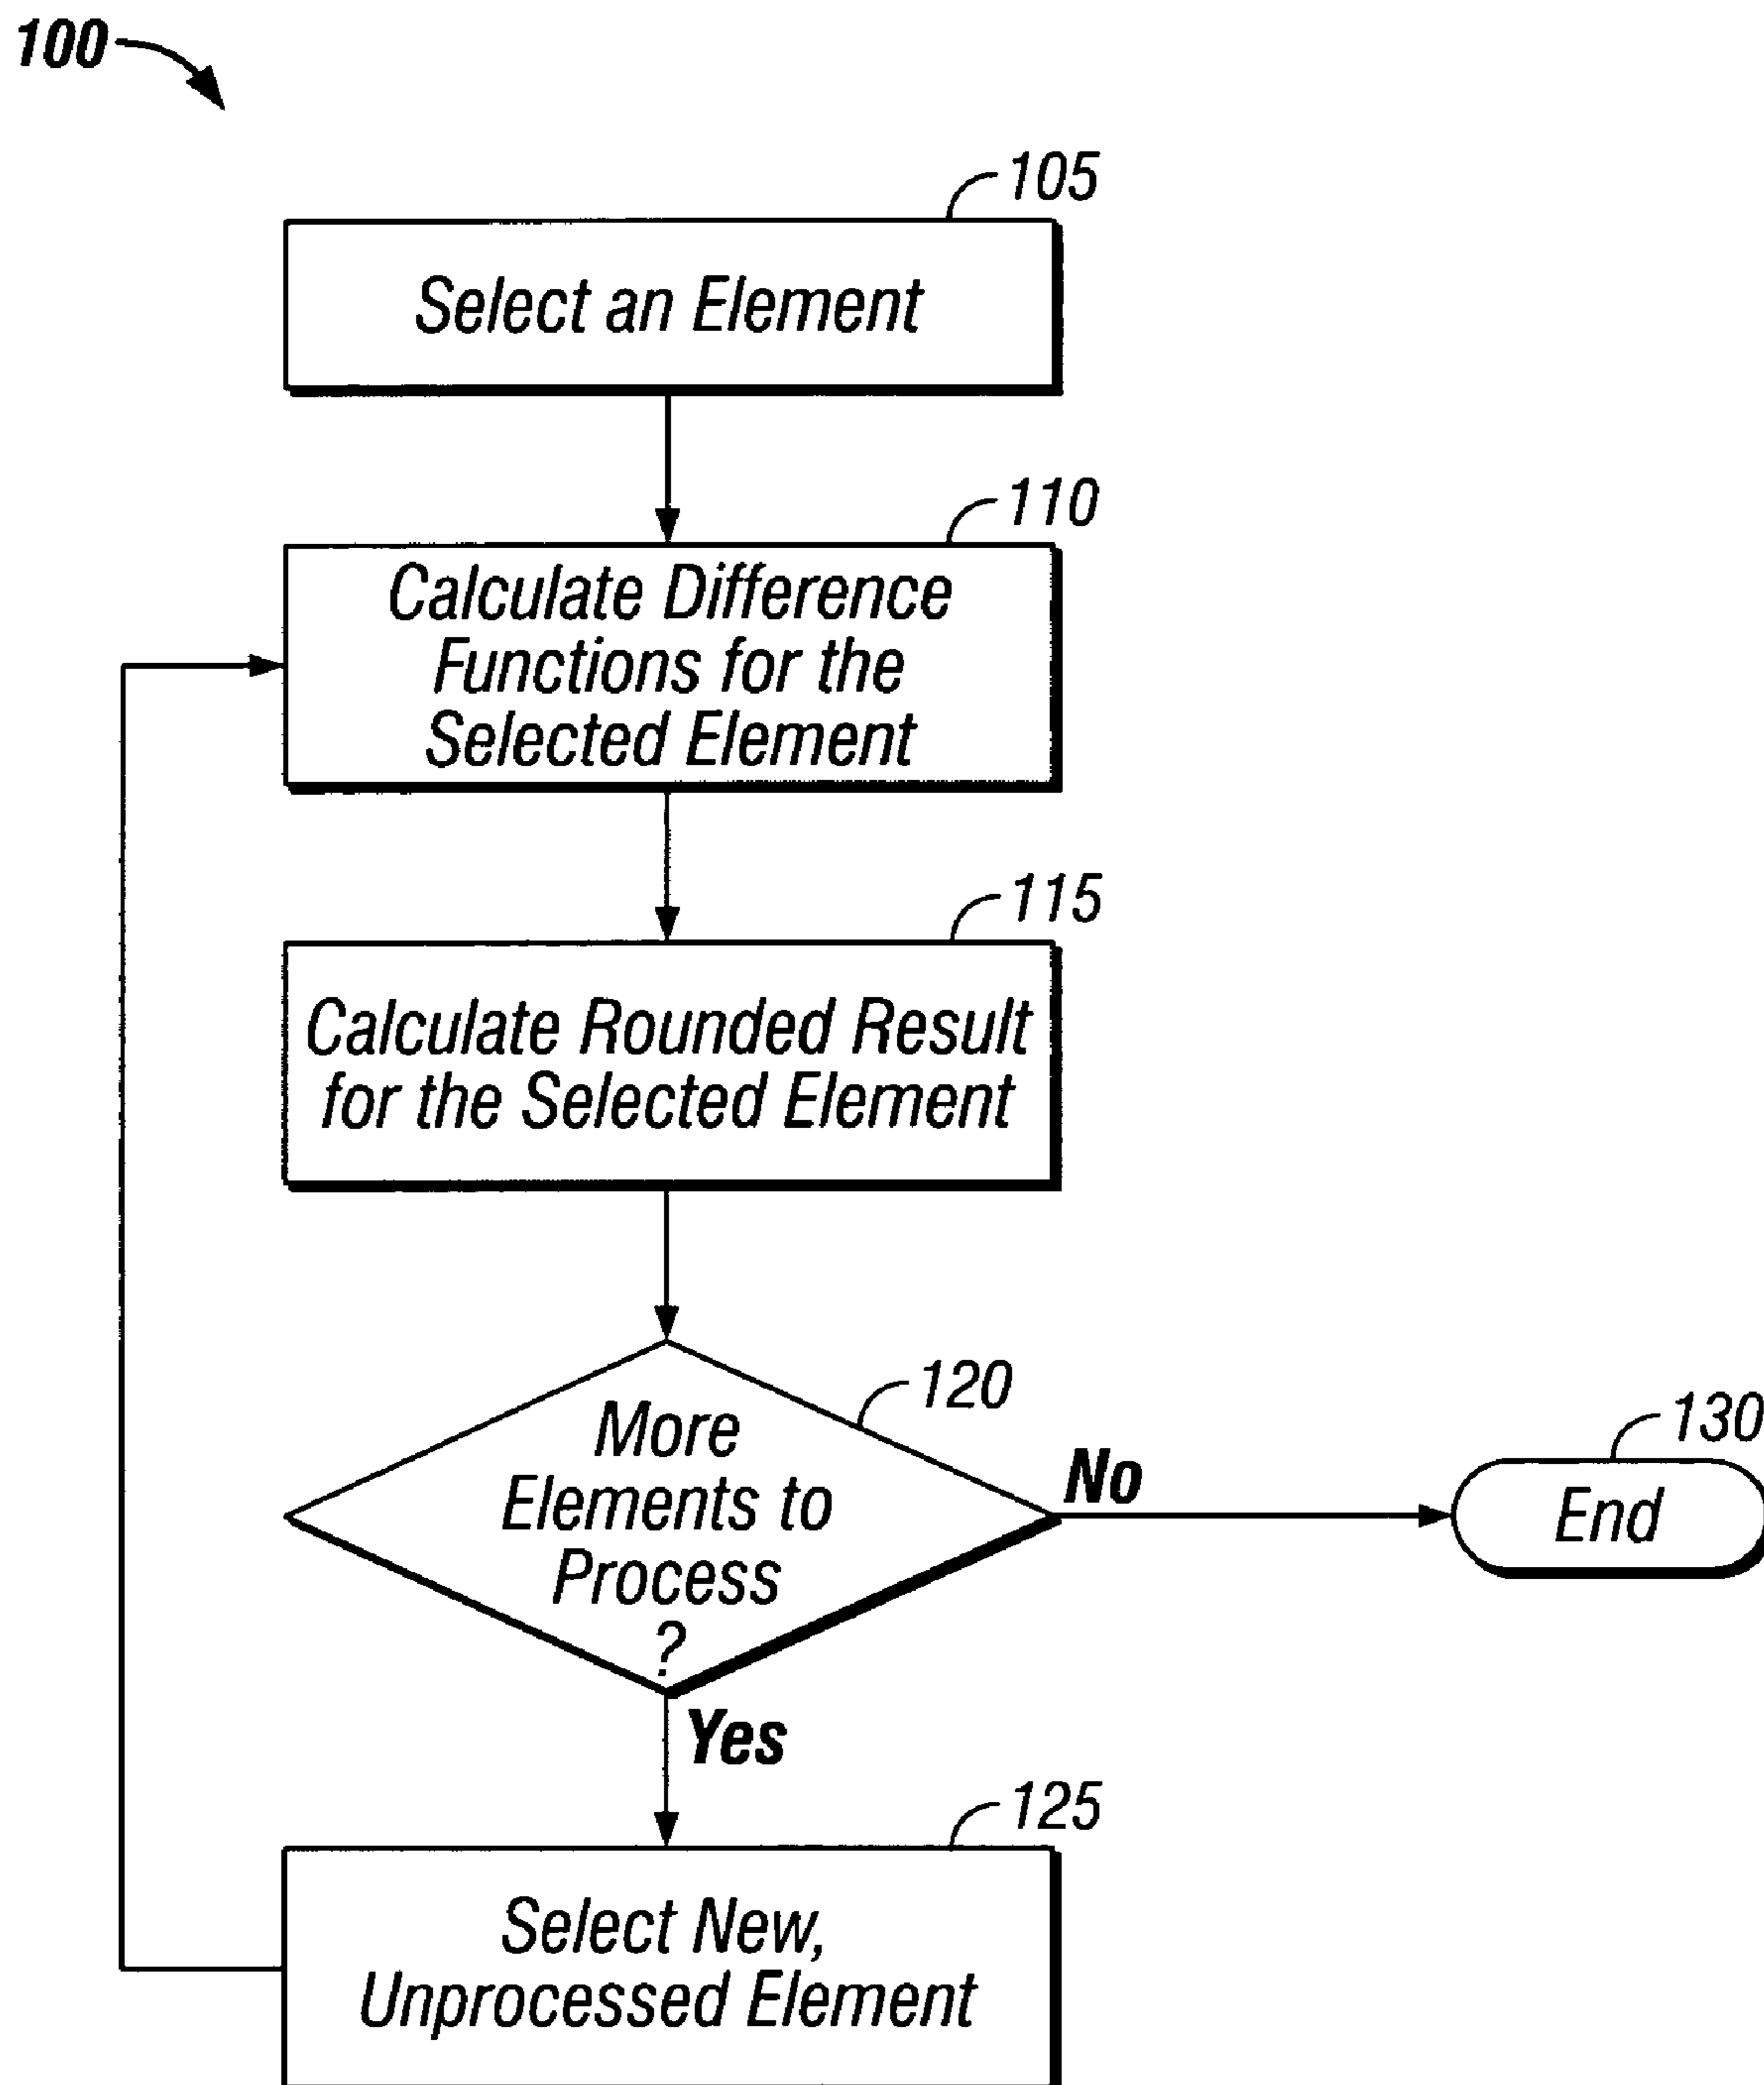 100
105
Select an Element
110
Calculate Difference
Functions for the
Selected Element
115
Calculate Rounded Result
for the Selected Element
120
More
Elements to
Process
?
No
130
End
Yes
125
Select New,
Unprocessed Element